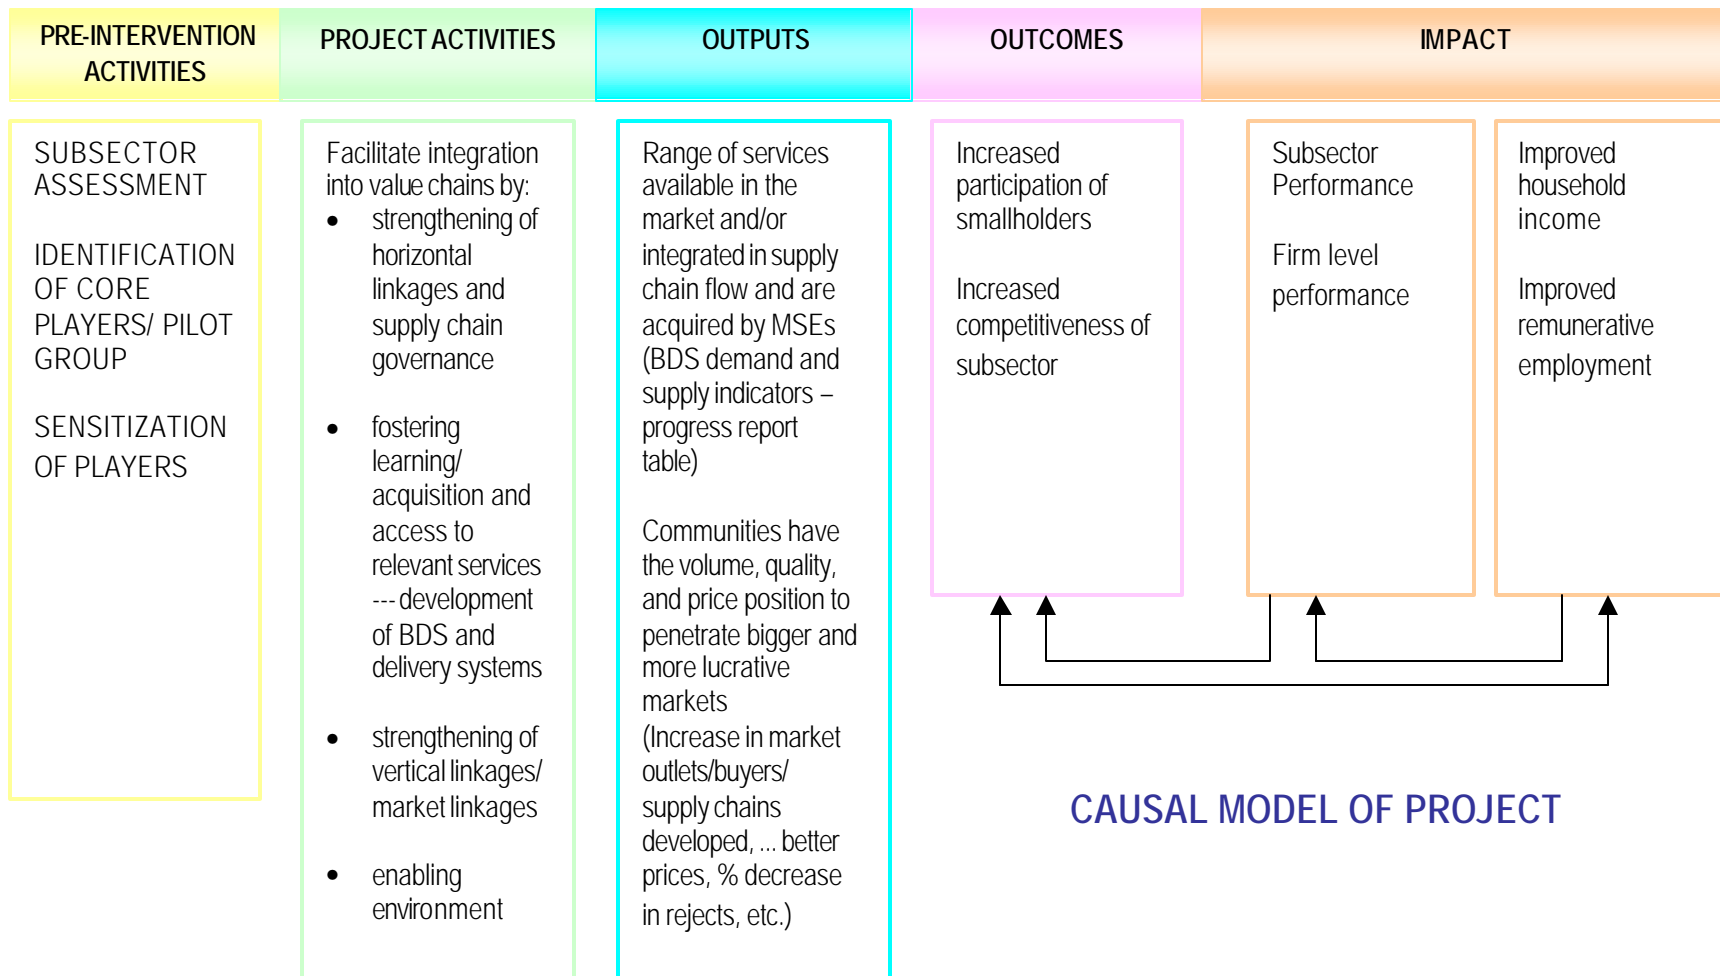 PRE-INTERVENTION
ACTIVITIES
PROJECT ACTIVITIES
OUTPUTS
OUTCOMES
IMPACT
SUBSECTOR
ASSESSMENT
IDENTIFICATION
OF CORE
PLAYERS/ PILOT
GROUP
SENSITIZATION
OF PLAYERS
Facilitate integration
into value chains by:
• strengthening of
horizontal
linkages and
supply chain
governance
• fostering
learning/
acquisition and
access to
relevant services
--- development
of BDS and
delivery systems
• strengthening of
vertical linkages/
market linkages
• enabling
environment
Range of services
available in the
market and/or
integrated in supply
chain flow and are
acquired by MSEs
(BDS demand and
supply indicators –
progress report
table)
Communities have
the volume, quality,
and price position to
penetrate bigger and
more lucrative
markets
(Increase in market
outlets/buyers/
supply chains
developed, ... better
prices, % decrease
in rejects, etc.)
Increased
participation of
smallholders
Increased
competitiveness of
subsector
Subsector
Performance
Firm level
performance
Improved
household
income
Improved
remunerative
employment
CAUSAL MODEL OF PROJECT